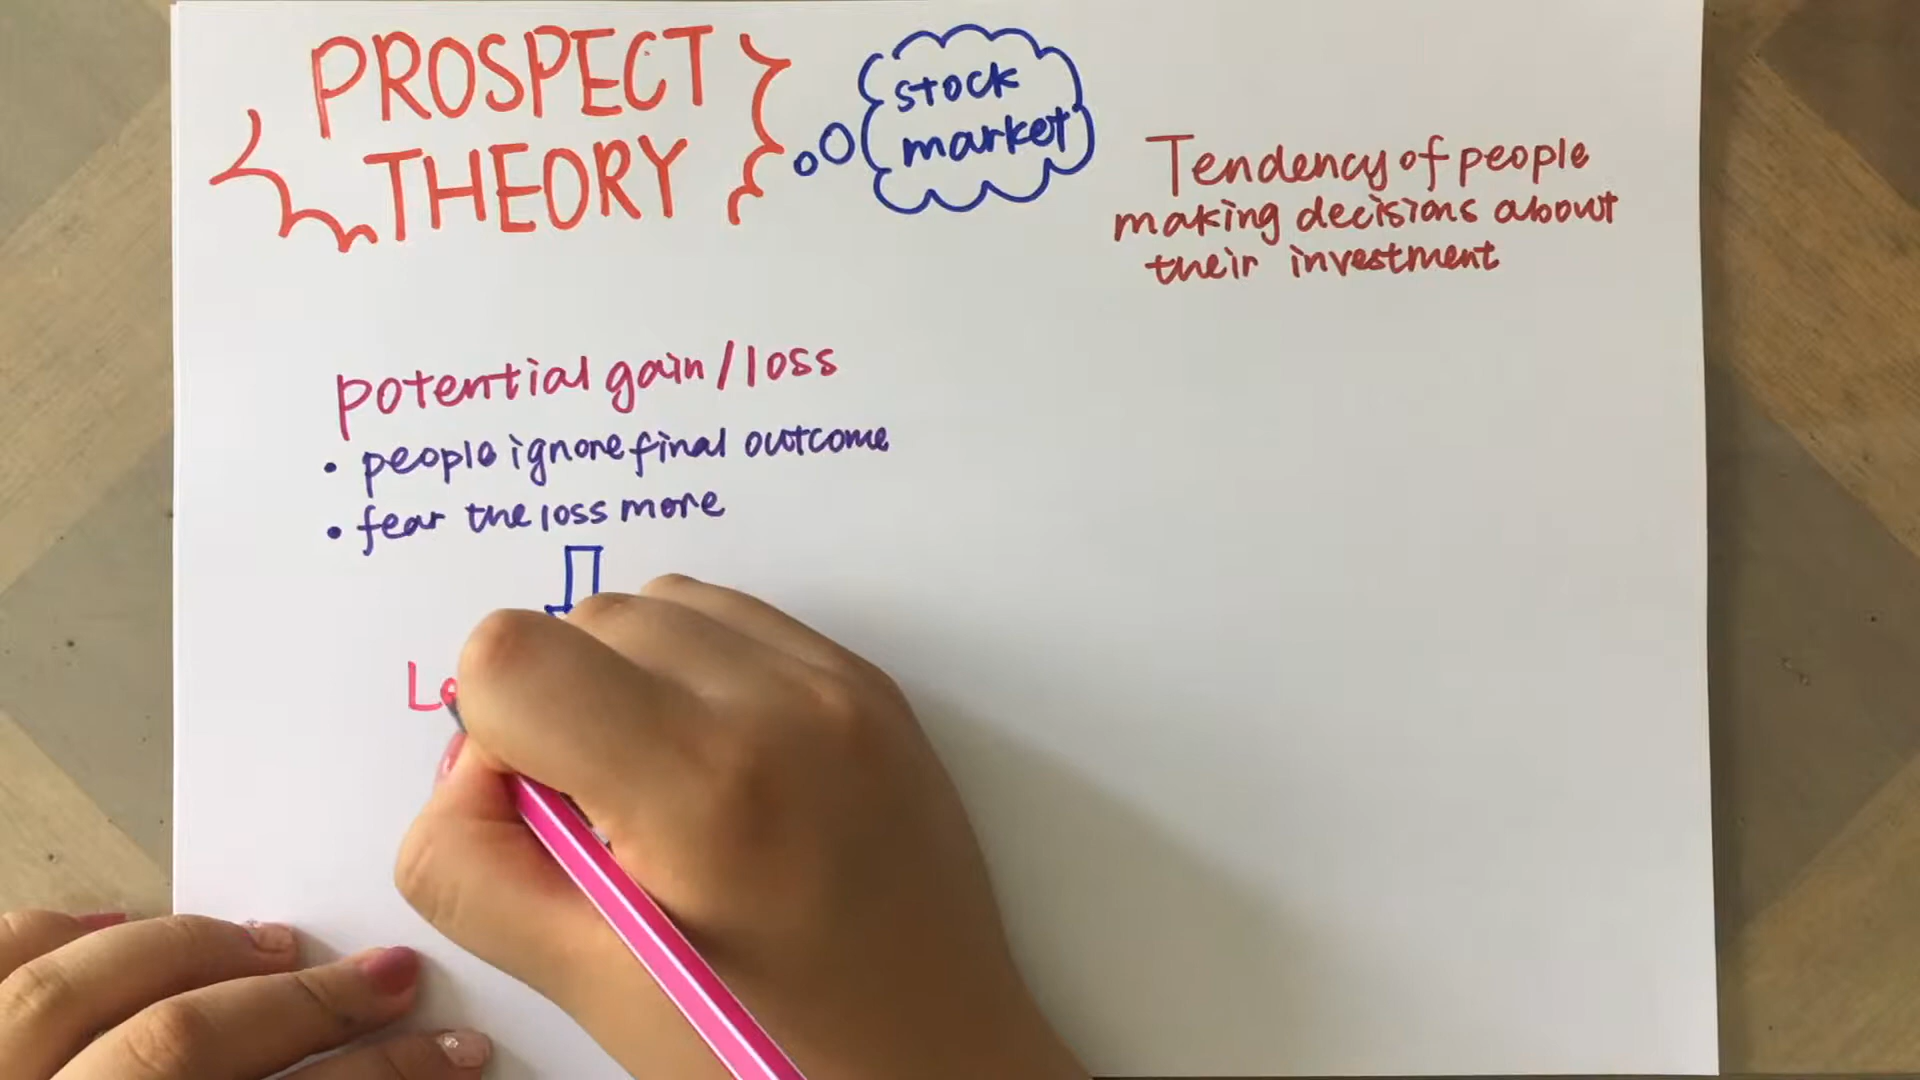 PROSPECT
THEORY
stock
market
Tendency of people
making decisions about
their investment
potential gain/loss
• people ignore final outcome
• fear the loss more
Lo